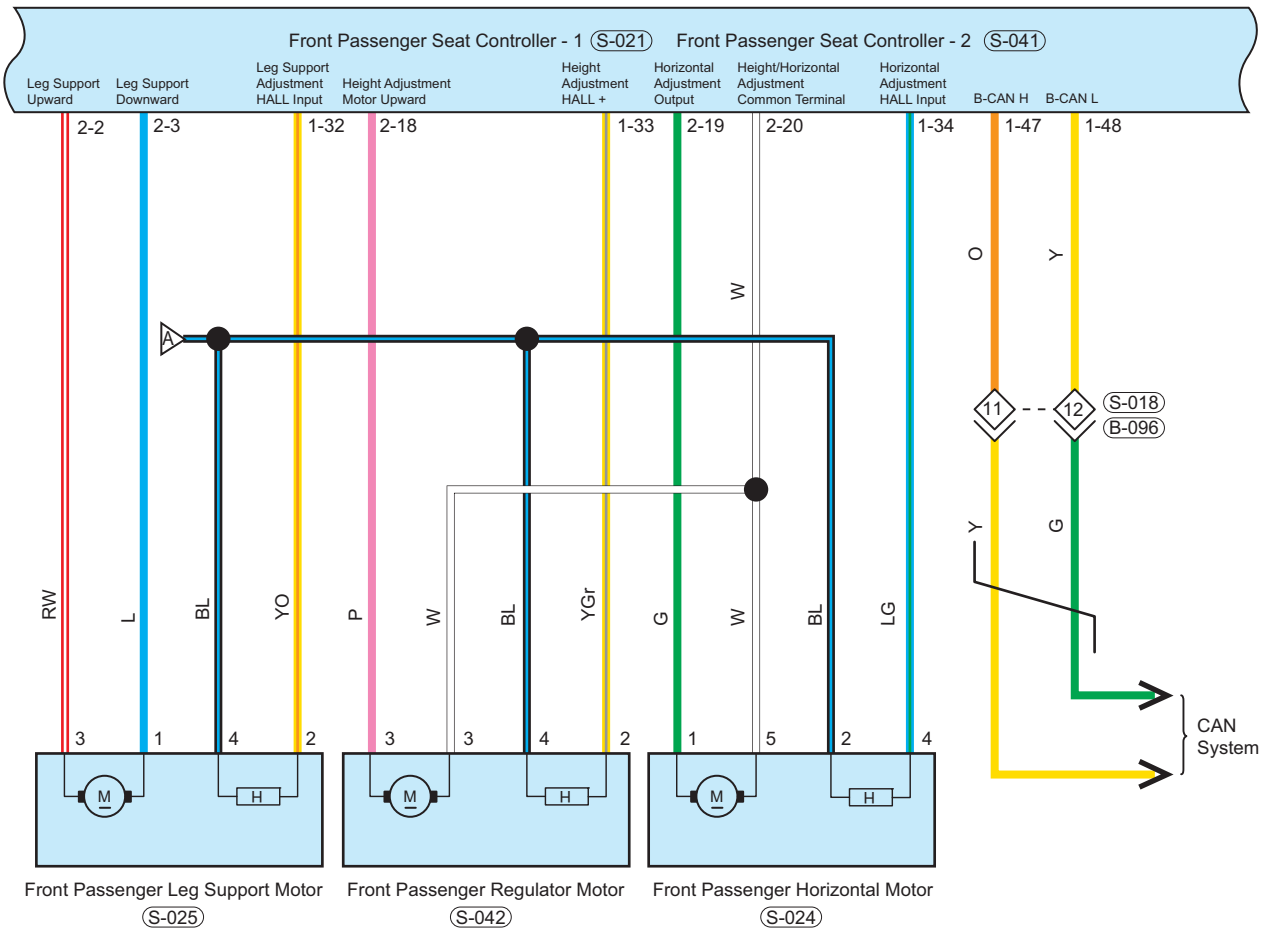 Front Passenger Seat Controller - 1 S-021 Front Passenger Seat Controller - 2 S-041
Leg Support
Upward
Leg Support
Downward
Leg Support
Adjustment
HALL Input
Height Adjustment
Motor Upward
Height
Adjustment
HALL +
Horizontal
Adjustment
Output
Height/Horizontal
Adjustment
Common Terminal
Horizontal
Adjustment
HALL Input
B-CAN H
B-CAN L
2-2
2-3
1-32
2-18
1-33
2-19
2-20
1-34
1-47
1-48
O
Y
W
A
11
12
S-018
B-096
Y
G
RW
L
BL
YO
P
W
BL
YGr
G
W
BL
LG
CAN
System
3
1
4
2
3
3
4
2
1
5
2
4
M
H
M
H
M
H
Front Passenger Leg Support Motor
S-025
Front Passenger Regulator Motor
S-042
Front Passenger Horizontal Motor
S-024